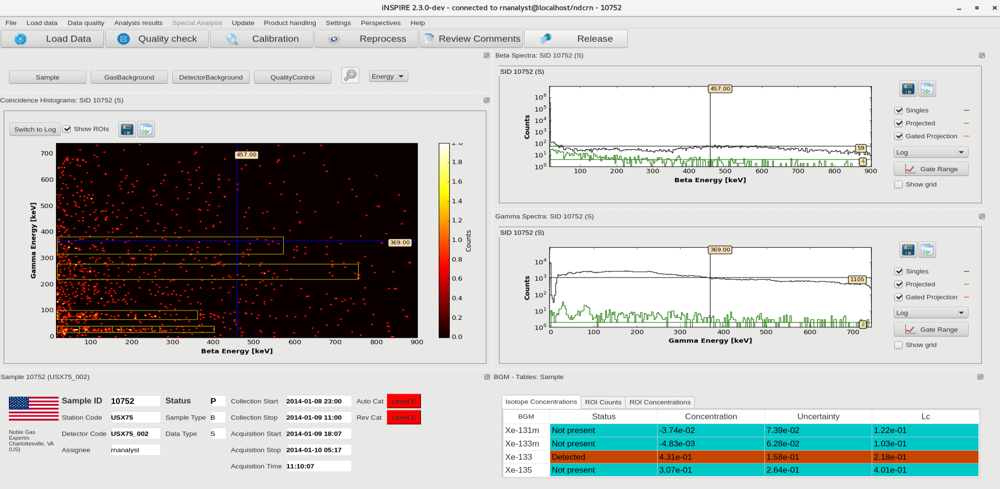 iNSPIRE 2.3.0-dev - connected to rnanalyst@localhost/ndcrn - 10752
File Load data Data quality Analysis results Special Analysis Update Product handling Settings Perspectives Help
Load Data Quality check Calibration Reprocess Review Comments Release
Sample GasBackground DetectorBackground QualityControl Energy
Coincidence Histograms: SID 10752 (S)
Switch to Log Show ROIs
457.00
369.00
700
600
500
400
300
200
100
0
Gamma Energy [keV]
100 200 300 400 500 600 700 800 900
Beta Energy [keV]
2.0
1.8
1.6
1.4
1.2
1.0
0.8
0.6
0.4
0.2
0.0
Counts
Beta Spectra: SID 10752 (S)
SID 10752 (S)
457.00
10^6
10^5
10^4
10^3
10^2
10^1
10^0
Counts
59
4
100 200 300 400 500 600 700 800 900
Beta Energy [keV]
Singles
Projected
Gated Projection
Log
Gate Range
Show grid
Gamma Spectra: SID 10752 (S)
SID 10752 (S)
369.00
10^4
10^3
10^2
10^1
10^0
Counts
1105
2
0 100 200 300 400 500 600 700
Gamma Energy [keV]
Singles
Projected
Gated Projection
Log
Gate Range
Show grid
Sample 10752 (USX75_002)
Sample ID 10752 Status P Collection Start 2014-01-08 23:00 Auto Cat Level C
Station Code USX75 Sample Type B Collection Stop 2014-01-09 11:00 Rev Cat Level C
Detector Code USX75_002 Data Type S Acquisition Start 2014-01-09 18:07
Assignee rnanalyst Acquisition Stop 2014-01-10 05:17
Acquisition Time 11:10:07
Noble Gas
Experim.
Charlottesville, VA
(US)
BGM - Tables: Sample
Isotope Concentrations ROI Counts ROI Concentrations
BGM Status Concentration Uncertainty Lc
Xe-131m Not present -3.74e-02 7.39e-02 1.22e-01
Xe-133m Not present -4.83e-03 6.28e-02 1.03e-01
Xe-133 Detected 4.31e-01 1.58e-01 2.18e-01
Xe-135 Not present 3.07e-01 2.64e-01 4.01e-01